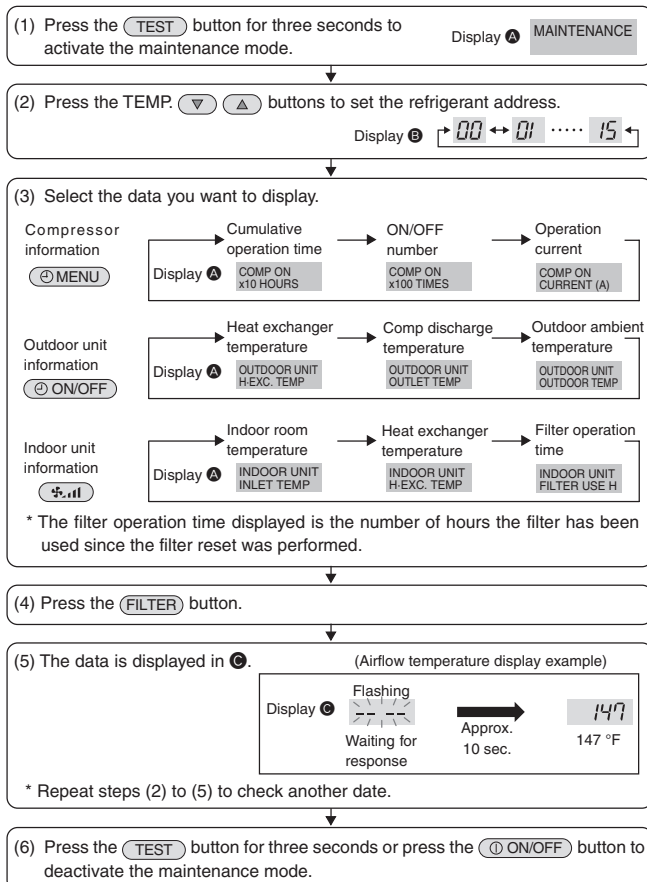 (1) Press the TEST button for three seconds to
activate the maintenance mode.
Display A MAINTENANCE
(2) Press the TEMP. ▽ △ buttons to set the refrigerant address.
Display B 00 ↔ 01 ····· 15
(3) Select the data you want to display.
Compressor
information
MENU
Cumulative
operation time
ON/OFF
number
Operation
current
Display A
COMP ON
x10 HOURS
COMP ON
x100 TIMES
COMP ON
CURRENT (A)
Outdoor unit
information
ON/OFF
Heat exchanger
temperature
Comp discharge
temperature
Outdoor ambient
temperature
Display A
OUTDOOR UNIT
H·EXC. TEMP
OUTDOOR UNIT
OUTLET TEMP
OUTDOOR UNIT
OUTDOOR TEMP
Indoor unit
information
Indoor room
temperature
Heat exchanger
temperature
Filter operation
time
Display A
INDOOR UNIT
INLET TEMP
INDOOR UNIT
H·EXC. TEMP
INDOOR UNIT
FILTER USE H
* The filter operation time displayed is the number of hours the filter has been
used since the filter reset was performed.
(4) Press the FILTER button.
(5) The data is displayed in C.
(Airflow temperature display example)
Display C
Flashing
-- --
Waiting for
response
Approx.
10 sec.
147
147 °F
* Repeat steps (2) to (5) to check another date.
(6) Press the TEST button for three seconds or press the ON/OFF button to
deactivate the maintenance mode.